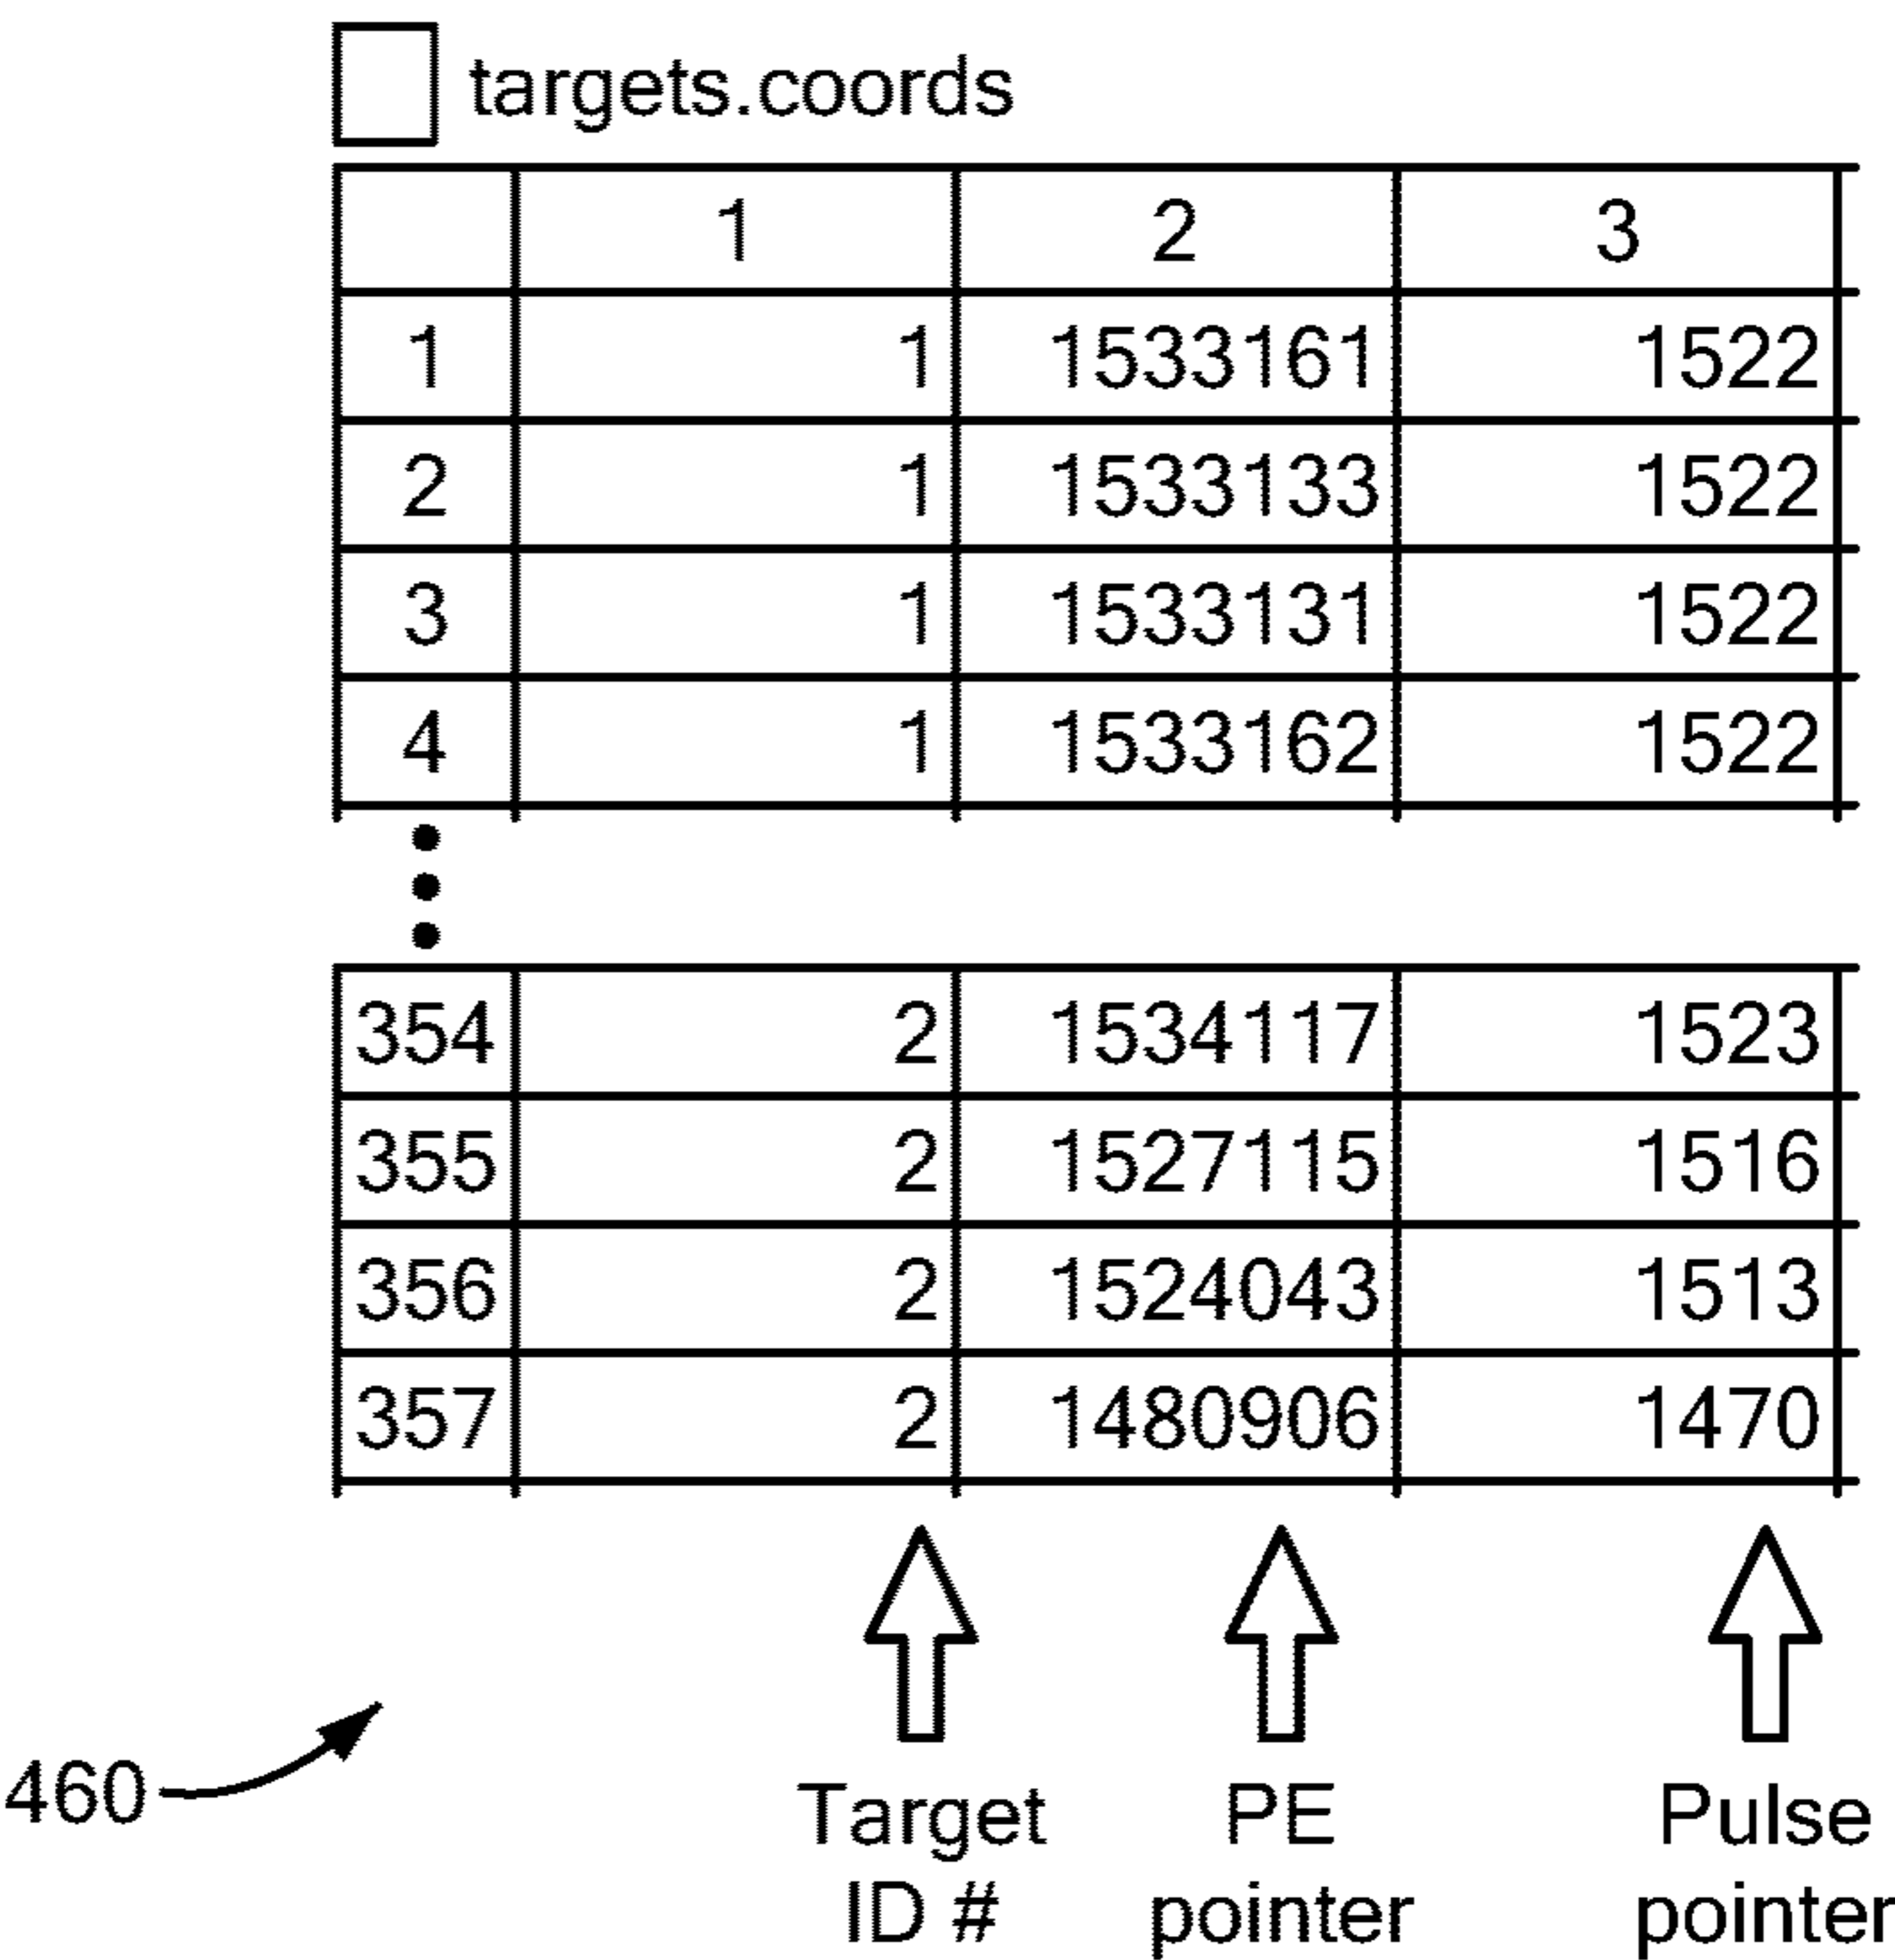 targets.coords
1 2 3
1 1 1533161 1522
2 1 1533133 1522
3 1 1533131 1522
4 1 1533162 1522
354 2 1534117 1523
355 2 1527115 1516
356 2 1524043 1513
357 2 1480906 1470
460
Target PE Pulse
ID # pointer pointer